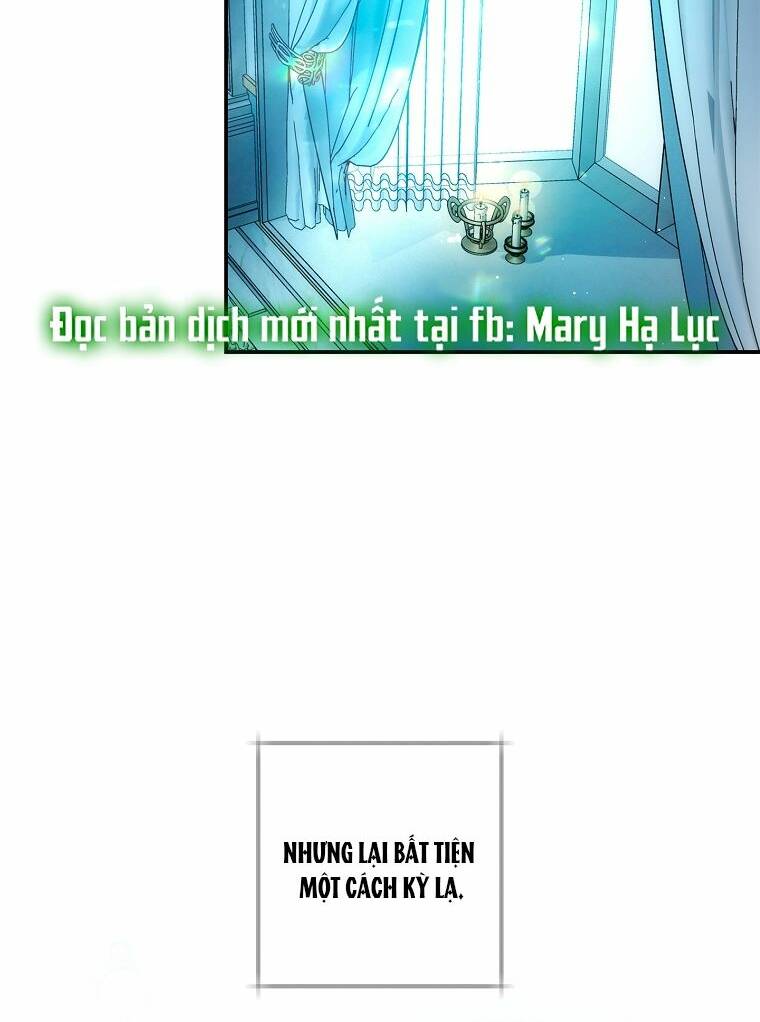 Đọc bản dịch mới nhất tại fb: Mary Hạ Lục
NHƯNG LẠI BẤT TIỆN
MỘT CÁCH KỲ LẠ.